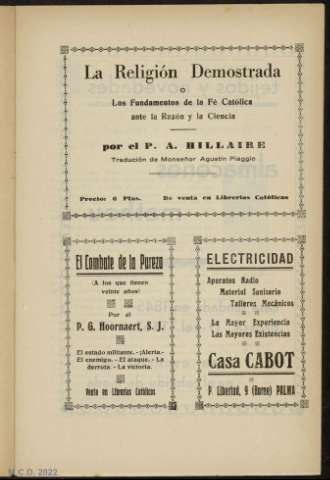 La Religión Demostrada
o
Los Fundamentos de la Fé Católica
ante la Razón y la Ciencia
por el P. A. HILLAIRE
Traducción de Monseñor Agustín Piaggio
Precio: 6 Ptas. De venta en Librerías Católicas
El Combate de la Pureza
(A los que tienen
veinte años)
Por el
P. G. Hoornaert, S. J.
El estado militante. - ¡Alerta.-
El enemigo. - El ataque. - La
derrota - La victoria.
Venta en Librerías Católicas
ELECTRICIDAD
Aparatos Radio
Material Sanitario
Talleres Mecánicos
La Mayor Experiencia
Las Mayores Existencias
Casa CABOT
P. Libertad, 9 (Borne) PALMA
M.C.D. 2022